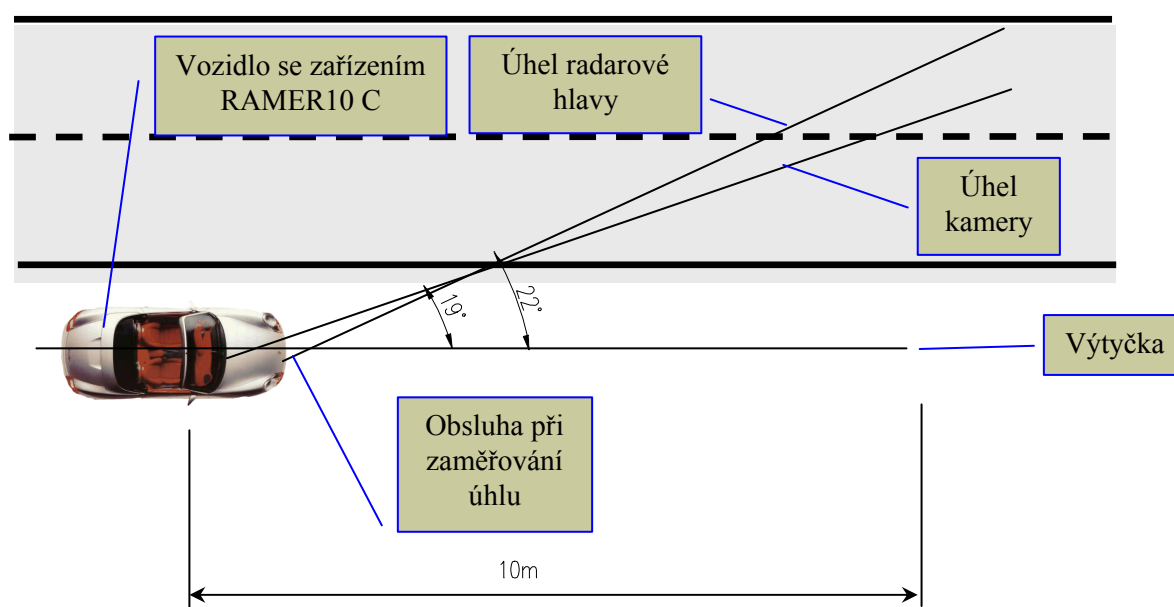 Vozidlo se zařízením
RAMER10 C
Úhel radarové
hlavy
Úhel
kamery
19°
22°
Výtyčka
Obsluha při
zaměřování
úhlu
10m